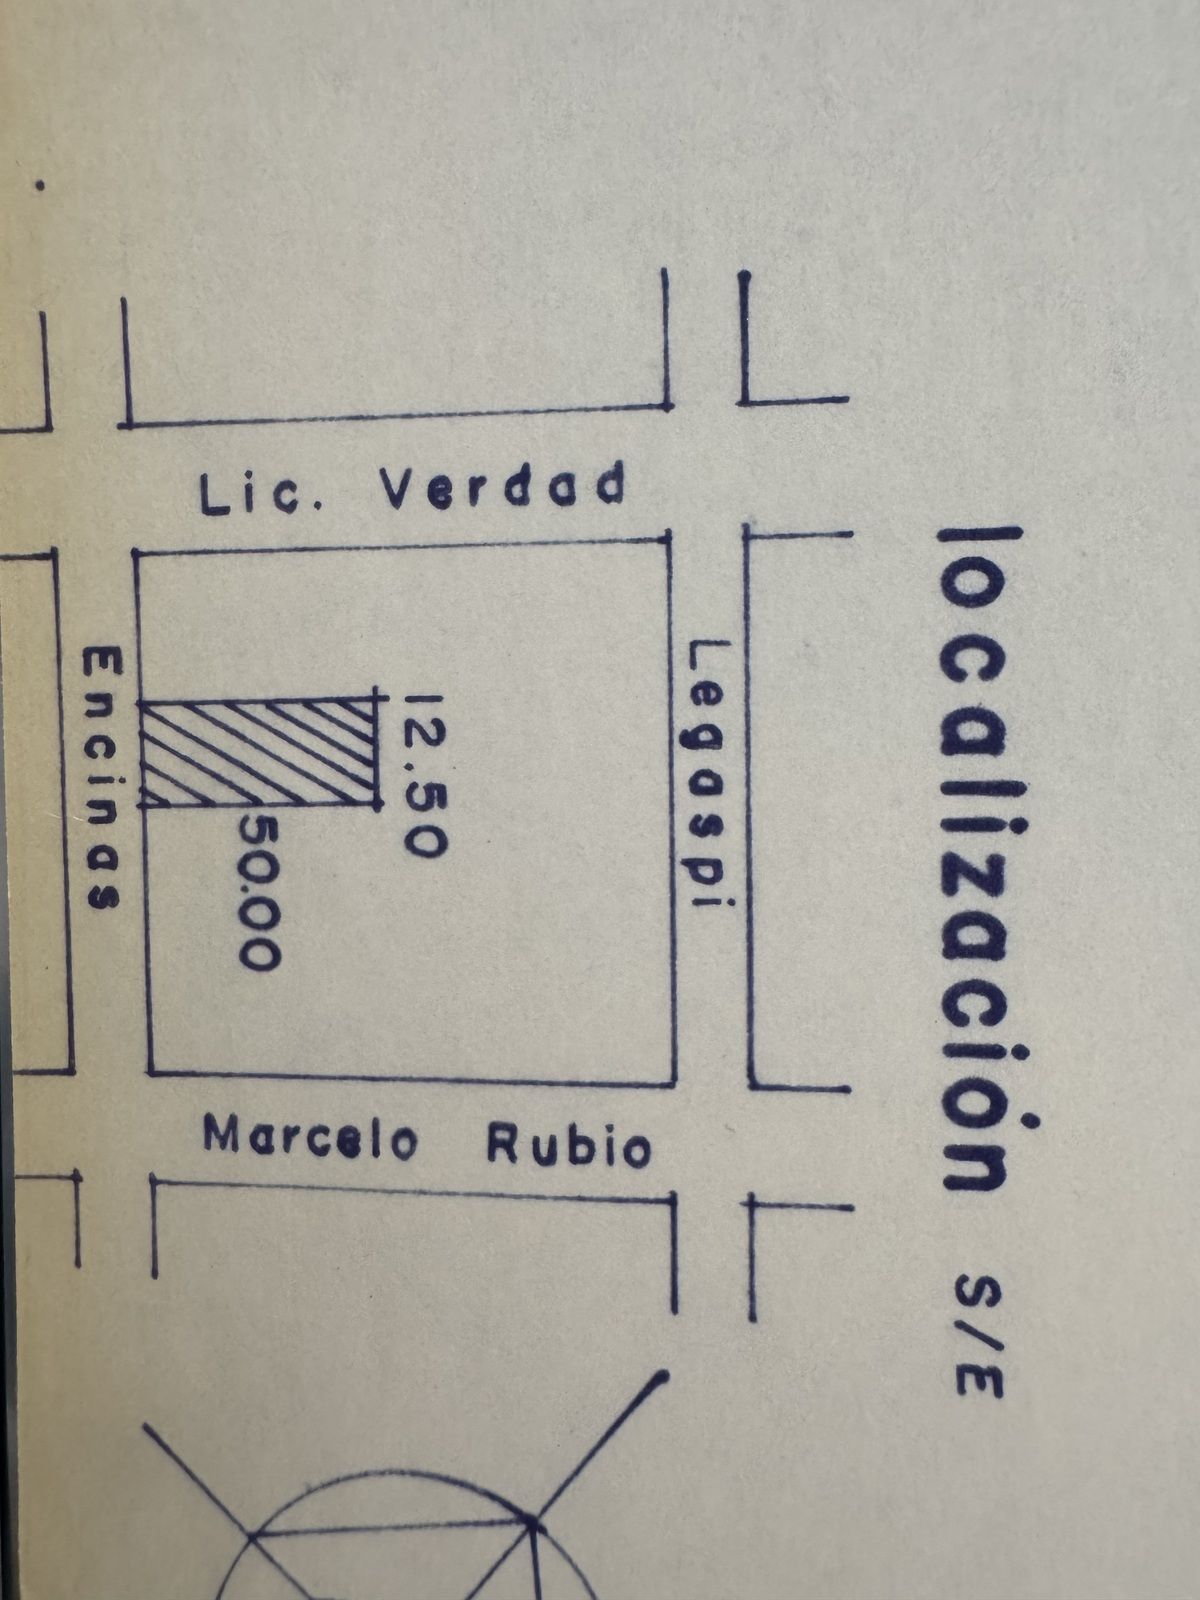 localización S/E
Lic. Verdad
Legaspi
12.50
50.00
Encinas
Marcelo Rubio